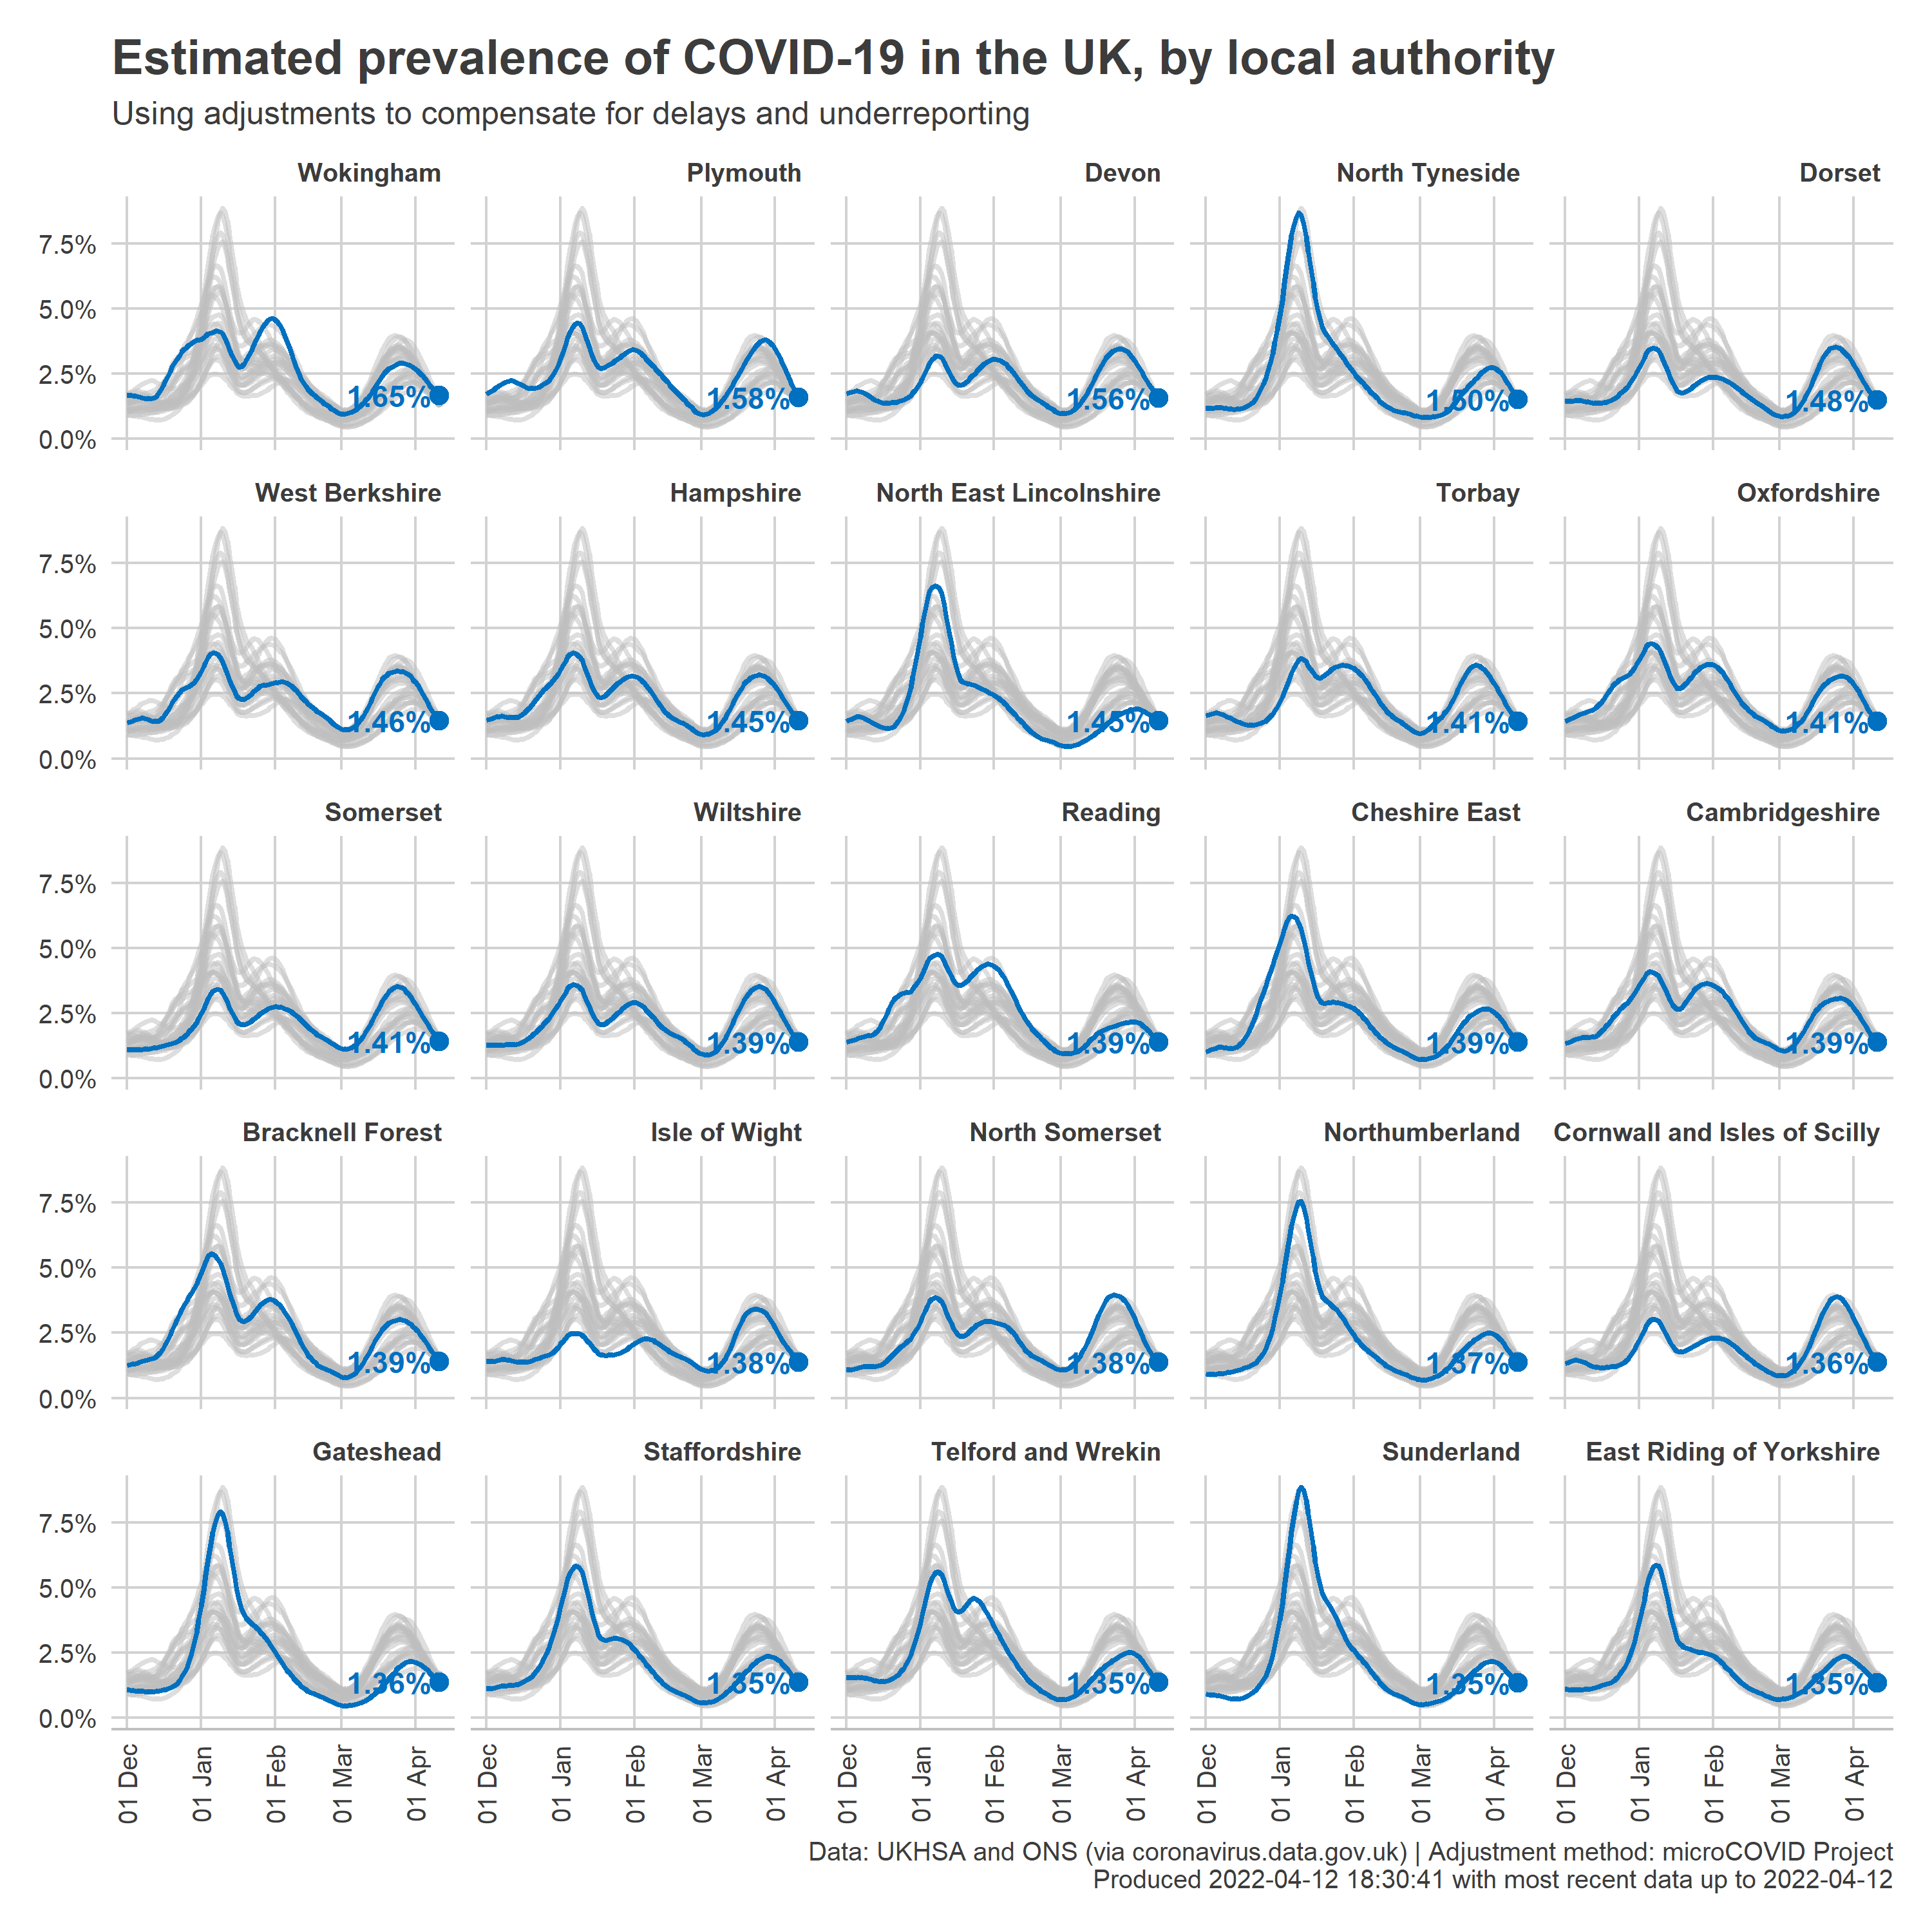 Estimated prevalence of COVID-19 in the UK, by local authority
Using adjustments to compensate for delays and underreporting
Wokingham Plymouth Devon North Tyneside Dorset
7.5%
5.0%
2.5%
0.0%
1.65% 1.58% 1.56% 1.50% 1.48%
West Berkshire Hampshire North East Lincolnshire Torbay Oxfordshire
7.5%
5.0%
2.5%
0.0%
1.46% 1.45% 1.45% 1.41% 1.41%
Somerset Wiltshire Reading Cheshire East Cambridgeshire
7.5%
5.0%
2.5%
0.0%
1.41% 1.39% 1.39% 1.39% 1.39%
Bracknell Forest Isle of Wight North Somerset Northumberland Cornwall and Isles of Scilly
7.5%
5.0%
2.5%
0.0%
1.39% 1.38% 1.38% 1.37% 1.36%
Gateshead Staffordshire Telford and Wrekin Sunderland East Riding of Yorkshire
7.5%
5.0%
2.5%
0.0%
1.36% 1.35% 1.35% 1.35% 1.35%
01 Dec 01 Jan 01 Feb 01 Mar 01 Apr 01 Dec 01 Jan 01 Feb 01 Mar 01 Apr 01 Dec 01 Jan 01 Feb 01 Mar 01 Apr 01 Dec 01 Jan 01 Feb 01 Mar 01 Apr 01 Dec 01 Jan 01 Feb 01 Mar 01 Apr
Data: UKHSA and ONS (via coronavirus.data.gov.uk) | Adjustment method: microCOVID Project
Produced 2022-04-12 18:30:41 with most recent data up to 2022-04-12